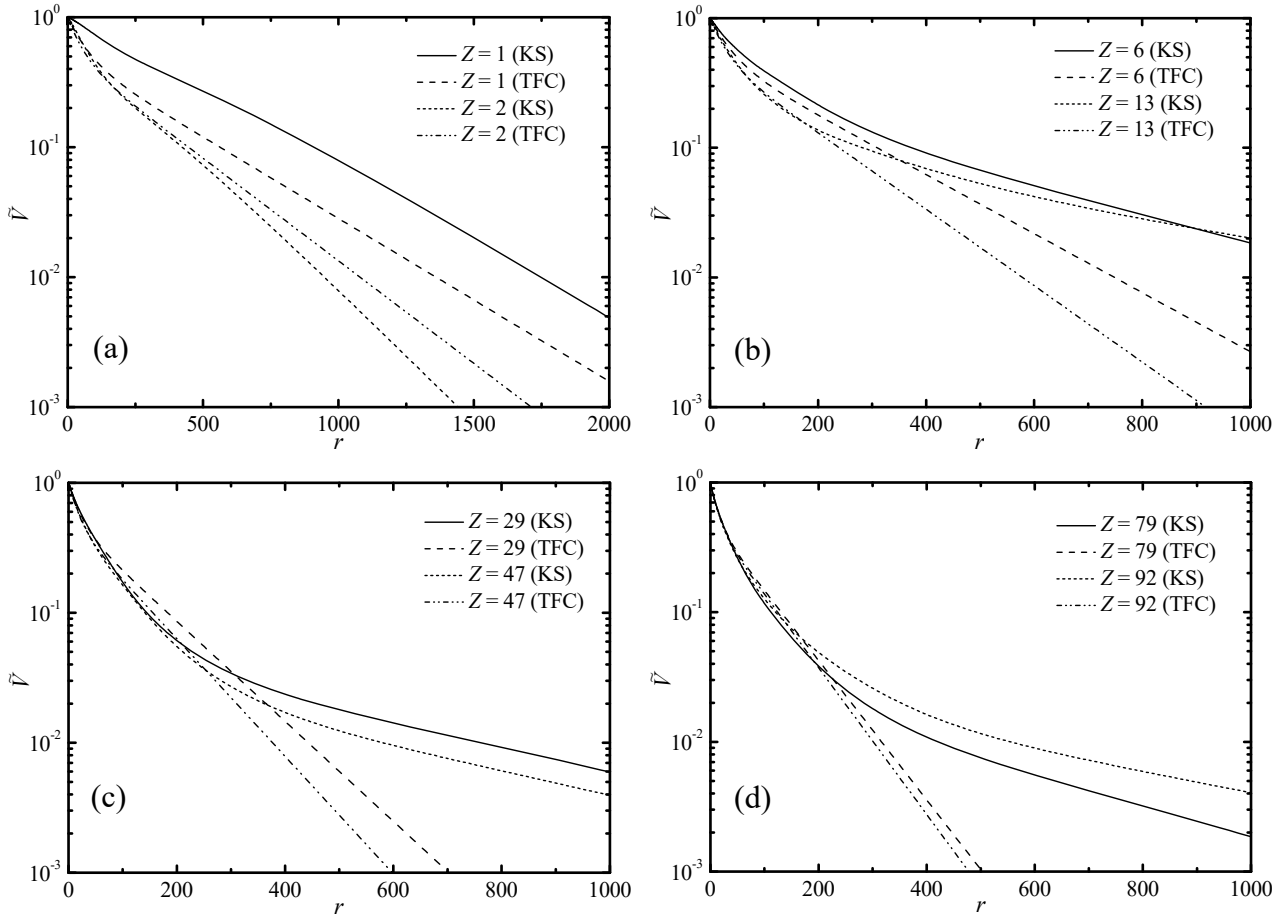 10^0
10^-1
10^-2
10^-3
Ṽ
Z = 1 (KS)
Z = 1 (TFC)
Z = 2 (KS)
Z = 2 (TFC)
(a)
0 500 1000 1500 2000
r
10^0
10^-1
10^-2
10^-3
Ṽ
Z = 6 (KS)
Z = 6 (TFC)
Z = 13 (KS)
Z = 13 (TFC)
(b)
0 200 400 600 800 1000
r
10^0
10^-1
10^-2
10^-3
Ṽ
Z = 29 (KS)
Z = 29 (TFC)
Z = 47 (KS)
Z = 47 (TFC)
(c)
0 200 400 600 800 1000
r
10^0
10^-1
10^-2
10^-3
Ṽ
Z = 79 (KS)
Z = 79 (TFC)
Z = 92 (KS)
Z = 92 (TFC)
(d)
0 200 400 600 800 1000
r